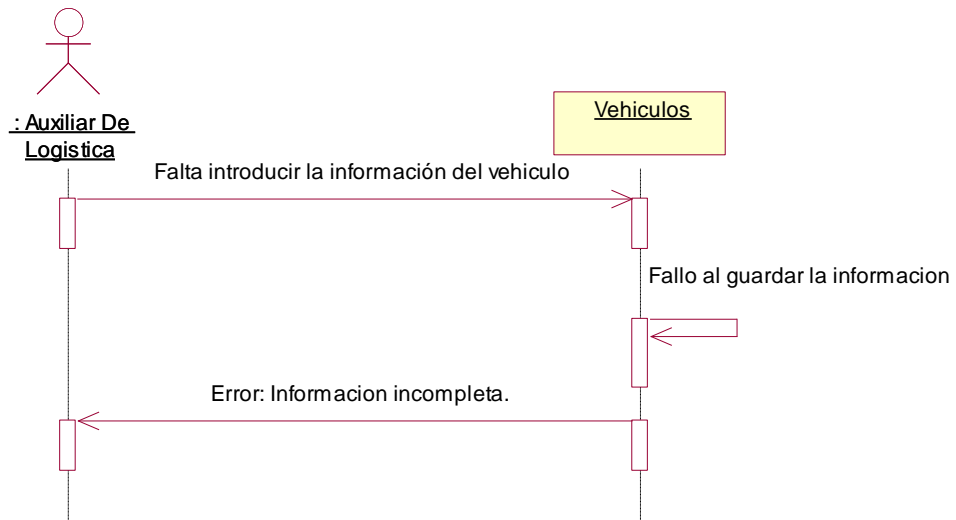 : Auxiliar De
Logistica
Vehiculos
Falta introducir la información del vehiculo
Fallo al guardar la informacion
Error: Informacion incompleta.